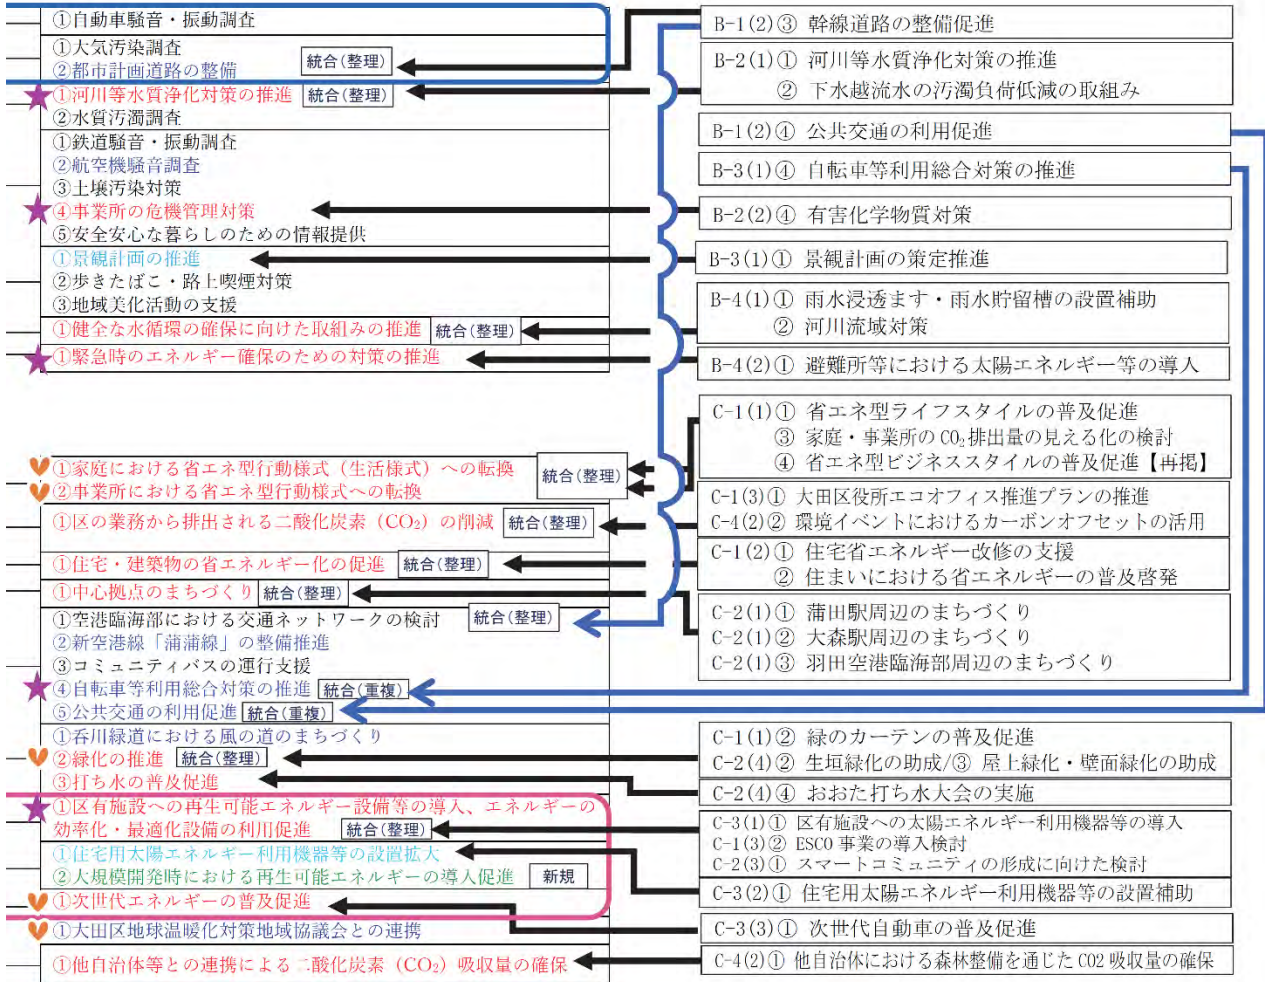 ①自動車騒音・振動調査
①大気汚染調査
②都市計画道路の整備
統合(整理)
①河川等水質浄化対策の推進
統合(整理)
②水質汚濁調査
①鉄道騒音・振動調査
②航空機騒音調査
③土壌汚染対策
④事業所の危機管理対策
⑤安全安心な暮らしのための情報提供
①景観計画の推進
②歩きたばこ・路上喫煙対策
③地域美化活動の支援
①健全な水循環の確保に向けた取組みの推進
統合(整理)
①緊急時のエネルギー確保のための対策の推進
①家庭における省エネ型行動様式（生活様式）への転換
②事業所における省エネ型行動様式への転換
統合(整理)
①区の業務から排出される二酸化炭素（CO₂）の削減
統合(整理)
①住宅・建築物の省エネルギー化の促進
統合(整理)
①中心拠点のまちづくり
統合(整理)
①空港臨海部における交通ネットワークの検討
統合(整理)
②新空港線「蒲蒲線」の整備推進
③コミュニティバスの運行支援
④自転車等利用総合対策の推進
統合(重複)
⑤公共交通の利用促進
統合(重複)
①呑川緑道における風の道のまちづくり
②緑化の推進
統合(整理)
③打ち水の普及促進
①区有施設への再生可能エネルギー設備等の導入、エネルギーの
効率化・最適化設備の利用促進
統合(整理)
①住宅用太陽エネルギー利用機器等の設置拡大
②大規模開発時における再生可能エネルギーの導入促進
新規
①次世代エネルギーの普及促進
①大田区地球温暖化対策地域協議会との連携
①他自治体等との連携による二酸化炭素（CO₂）吸収量の確保
B-1(2)③ 幹線道路の整備促進
B-2(1)① 河川等水質浄化対策の推進
② 下水越流水の汚濁負荷低減の取組み
B-1(2)④ 公共交通の利用促進
B-3(1)④ 自転車等利用総合対策の推進
B-2(2)④ 有害化学物質対策
B-3(1)① 景観計画の策定推進
B-4(1)① 雨水浸透ます・雨水貯留槽の設置補助
② 河川流域対策
B-4(2)① 避難所等における太陽エネルギー等の導入
C-1(1)① 省エネ型ライフスタイルの普及促進
③ 家庭・事業所のCO₂排出量の見える化の検討
④ 省エネ型ビジネススタイルの普及促進【再掲】
C-1(3)① 大田区役所エコオフィス推進プランの推進
C-4(2)② 環境イベントにおけるカーボンオフセットの活用
C-1(2)① 住宅省エネルギー改修の支援
② 住まいにおける省エネルギーの普及啓発
C-2(1)① 蒲田駅周辺のまちづくり
C-2(1)② 大森駅周辺のまちづくり
C-2(1)③ 羽田空港臨海部周辺のまちづくり
C-1(1)② 緑のカーテンの普及促進
C-2(4)② 生垣緑化の助成/③ 屋上緑化・壁面緑化の助成
C-2(4)④ おおた打ち水大会の実施
C-3(1)① 区有施設への太陽エネルギー利用機器等の導入
C-1(3)② ESCO事業の導入検討
C-2(3)① スマートコミュニティの形成に向けた検討
C-3(2)① 住宅用太陽エネルギー利用機器等の設置補助
C-3(3)① 次世代自動車の普及促進
C-4(2)① 他自治体における森林整備を通じたCO2吸収量の確保